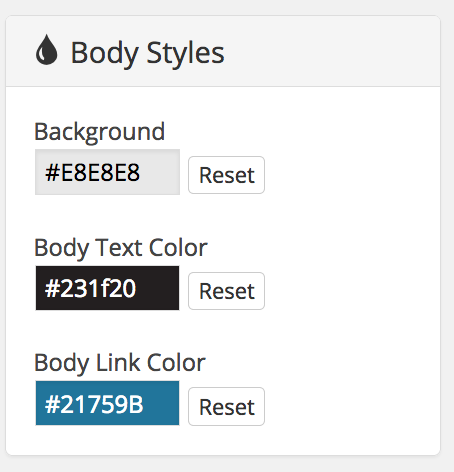 Body Styles
Background
#E8E8E8 Reset
Body Text Color
#231f20 Reset
Body Link Color
#21759B Reset